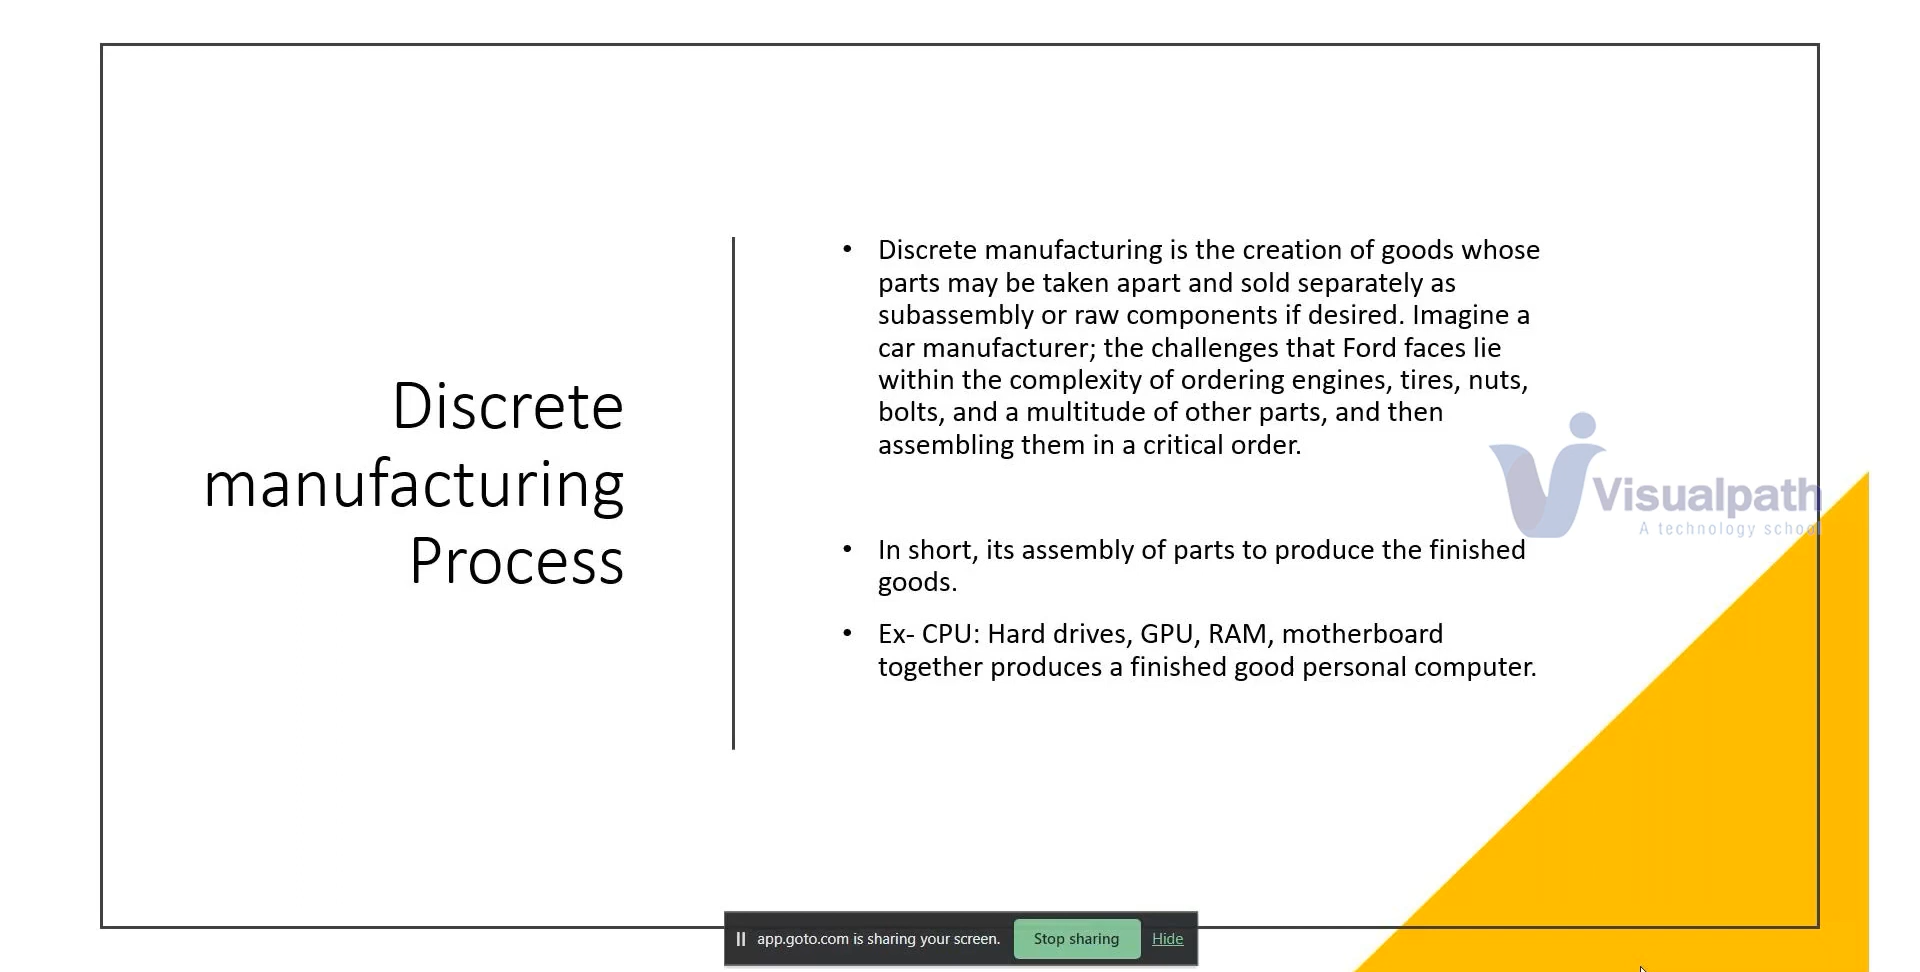 Discrete
manufacturing
Process
• Discrete manufacturing is the creation of goods whose
parts may be taken apart and sold separately as
subassembly or raw components if desired. Imagine a
car manufacturer; the challenges that Ford faces lie
within the complexity of ordering engines, tires, nuts,
bolts, and a multitude of other parts, and then
assembling them in a critical order.
• In short, its assembly of parts to produce the finished
goods.
• Ex- CPU: Hard drives, GPU, RAM, motherboard
together produces a finished good personal computer.
Visualpath
A technology school
app.goto.com is sharing your screen.
Stop sharing
Hide